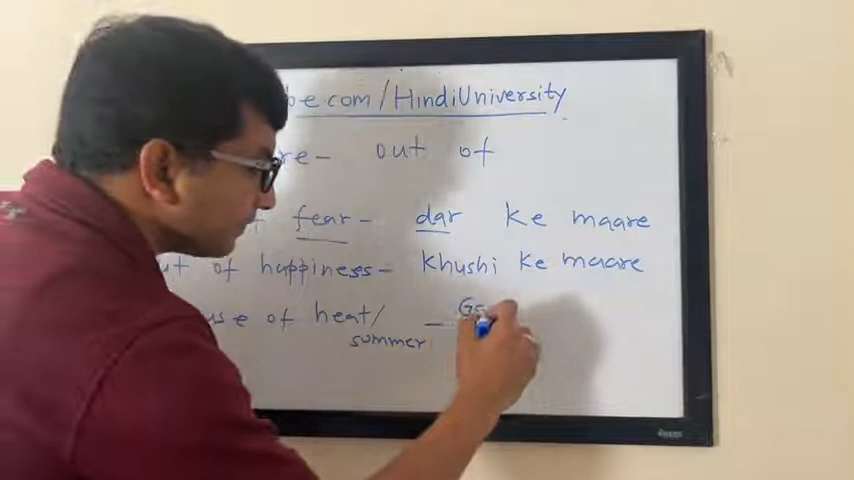 be.com/HindiUniversity
re- out of
fear- dar ke maare
ut of happiness- Khushi ke maare
use of heat/
summer -